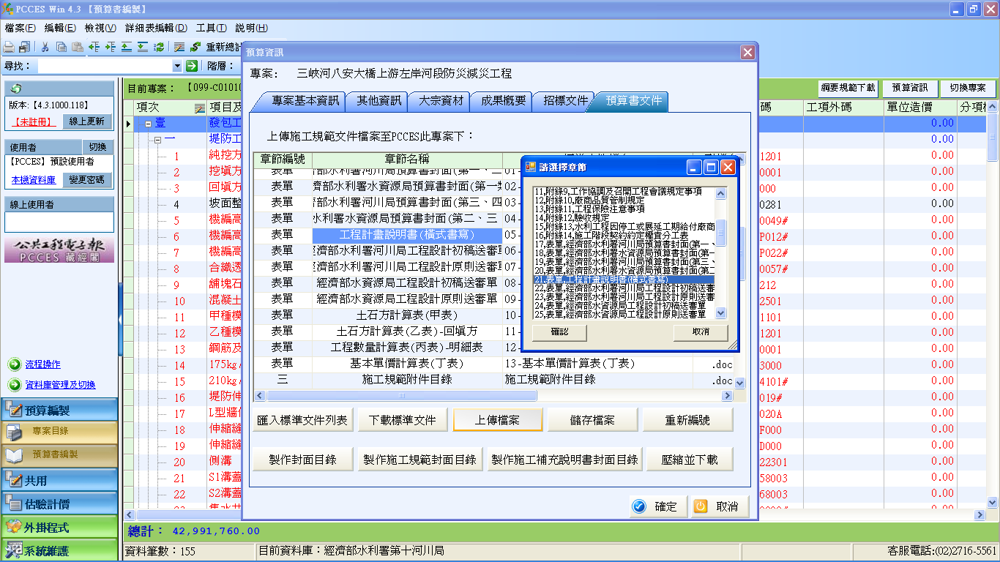 PCCES Win 4.3 【預算書編製】
檔案(F) 編輯(E) 檢視(V) 詳細表編輯(D) 工具(T) 說明(H)
重新總計
尋找：
階層：
版本:【4.3.1000.118】
【未註冊】 線上更新
使用者 切換
【PCCES】預設使用者
本機資料庫 變更密碼
線上使用者
公共工程電子報
PCCES 藏經閣
流程操作
資料庫管理及切換
預算編製
專案目錄
預算書編製
共用
估驗計價
外掛程式
系統維護
目前專案： 【099-C01010
綱要規範下載 預算資訊 切換專案
項次 項目及
壹 發包工
一 堤防工
1 純挖方
2 挖填方
3 回填方
4 坡面整
5 機編高
6 機編高
7 機編高
8 合織透
9 舖塊石
10 混凝土
11 甲種模
12 乙種模
13 鋼筋及
14 175kg/
15 210kg/
16 堤防伸
17 L型牆
18 伸縮縫
19 伸縮縫
20 側溝
21 S1溝蓋
22 S2溝蓋
碼 工項外碼 單位造價 分項
0.00
0.00
1201 0.00
0001 0.00
0000 0.00
0281 0.00
0049# 0.00
P012# 0.00
P022# 0.00
0057# 0.00
212 0.00
2501 0.00
1101 0.00
1201 0.00
0000 0.00
3000 0.00
4101# 0.00
019# 0.00
020A 0.00
F000 0.00
D000 0.00
22301 0.00
58003 0.00
68003 0.00
總計： 42,991,760.00
資料筆數：155 目前資料庫：經濟部水利署第十河川局 客服電話:(02)2716-5561
預算資訊
專案： 三峽河八安大橋上游左岸河段防災減災工程
專案基本資訊 其他資訊 大宗資材 成果概要 招標文件 預算書文件
上傳施工規範文件檔案至PCCES此專案下：
章節編號 章節名稱
表單 部水利署河川局預算書封面(第一、二 01-
表單 濟部水利署水資源局預算書封面(第一 02-
表單 部水利署河川局預算書封面(第三、四 03-
表單 水利署水資源局預算書封面(第二、三 04-
表單 工程計畫說明書(橫式書寫) 05-
表單 經濟部水利署河川局工程設計初稿送審單 06-
表單 經濟部水利署河川局工程設計原則送審單 07-
表單 經濟部水資源局工程設計初稿送審單 08-
表單 經濟部水資源局工程設計原則送審單 09-
表單 土石方計算表(甲表) 10-
表單 土石方計算表(乙表)-回填方 11-
表單 工程數量計算表(丙表)-明細表 12-
表單 基本單價計算表(丁表) 13-基本單價計算表(丁表) .doc
三 施工規範附件目錄 施工規範附件目錄 .doc
匯入標準文件列表 下載標準文件 上傳檔案 儲存檔案 重新編號
製作封面目錄 製作施工規範封面目錄 製作施工補充說明書封面目錄 壓縮並下載
確定 取消
請選擇章節
11,附錄9,工作協調及召開工程會議規定事項
12,附錄10,廠商品質管制規定
13,附錄11,工程保險注意事項
14,附錄12,驗收規定
15,附錄13,水利工程因停工或展延工期給付廠商
16,附錄14,施工階段契約約定權責分工表
17,表單,經濟部水利署河川局預算書封面(第一、
18,表單,經濟部水利署水資源局預算書封面(第一
19,表單,經濟部水利署河川局預算書封面(第三、
20,表單,經濟部水利署水資源局預算書封面(第二
21,表單,工程計畫說明書(橫式書寫)
22,表單,經濟部水利署河川局工程設計初稿送審
23,表單,經濟部水利署河川局工程設計原則送審
24,表單,經濟部水資源局工程設計初稿送審單
25,表單,經濟部水資源局工程設計原則送審單
確認 取消